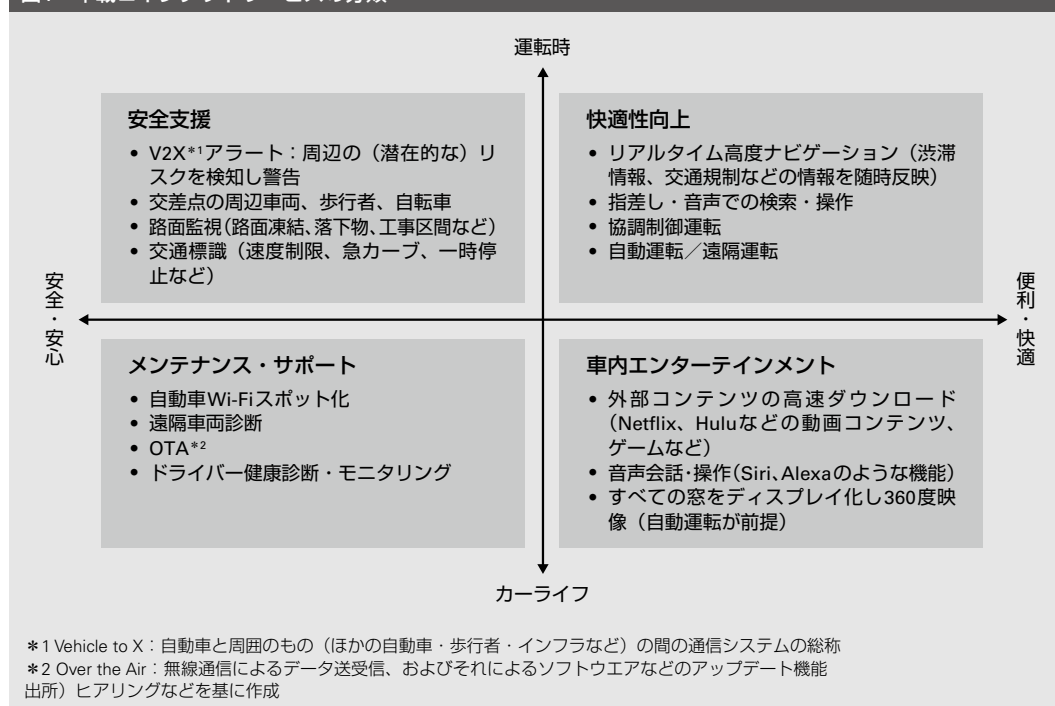 運転時
安全支援
• V2X*1アラート：周辺の（潜在的な）リ
スクを検知し警告
• 交差点の周辺車両、歩行者、自転車
• 路面監視（路面凍結、落下物、工事区間など）
• 交通標識（速度制限、急カーブ、一時停
止など）
快適性向上
• リアルタイム高度ナビゲーション（渋滞
情報、交通規制などの情報を随時反映）
• 指差し・音声での検索・操作
• 協調制御運転
• 自動運転／遠隔運転
安全・安心
便利・快適
メンテナンス・サポート
• 自動車Wi-Fiスポット化
• 遠隔車両診断
• OTA*2
• ドライバー健康診断・モニタリング
車内エンターテインメント
• 外部コンテンツの高速ダウンロード
（Netflix、Huluなどの動画コンテンツ、
ゲームなど）
• 音声会話・操作（Siri、Alexaのような機能）
• すべての窓をディスプレイ化し360度映
像（自動運転が前提）
カーライフ
*1 Vehicle to X：自動車と周囲のもの（ほかの自動車・歩行者・インフラなど）の間の通信システムの総称
*2 Over the Air：無線通信によるデータ送受信、およびそれによるソフトウエアなどのアップデート機能
出所）ヒアリングなどを基に作成